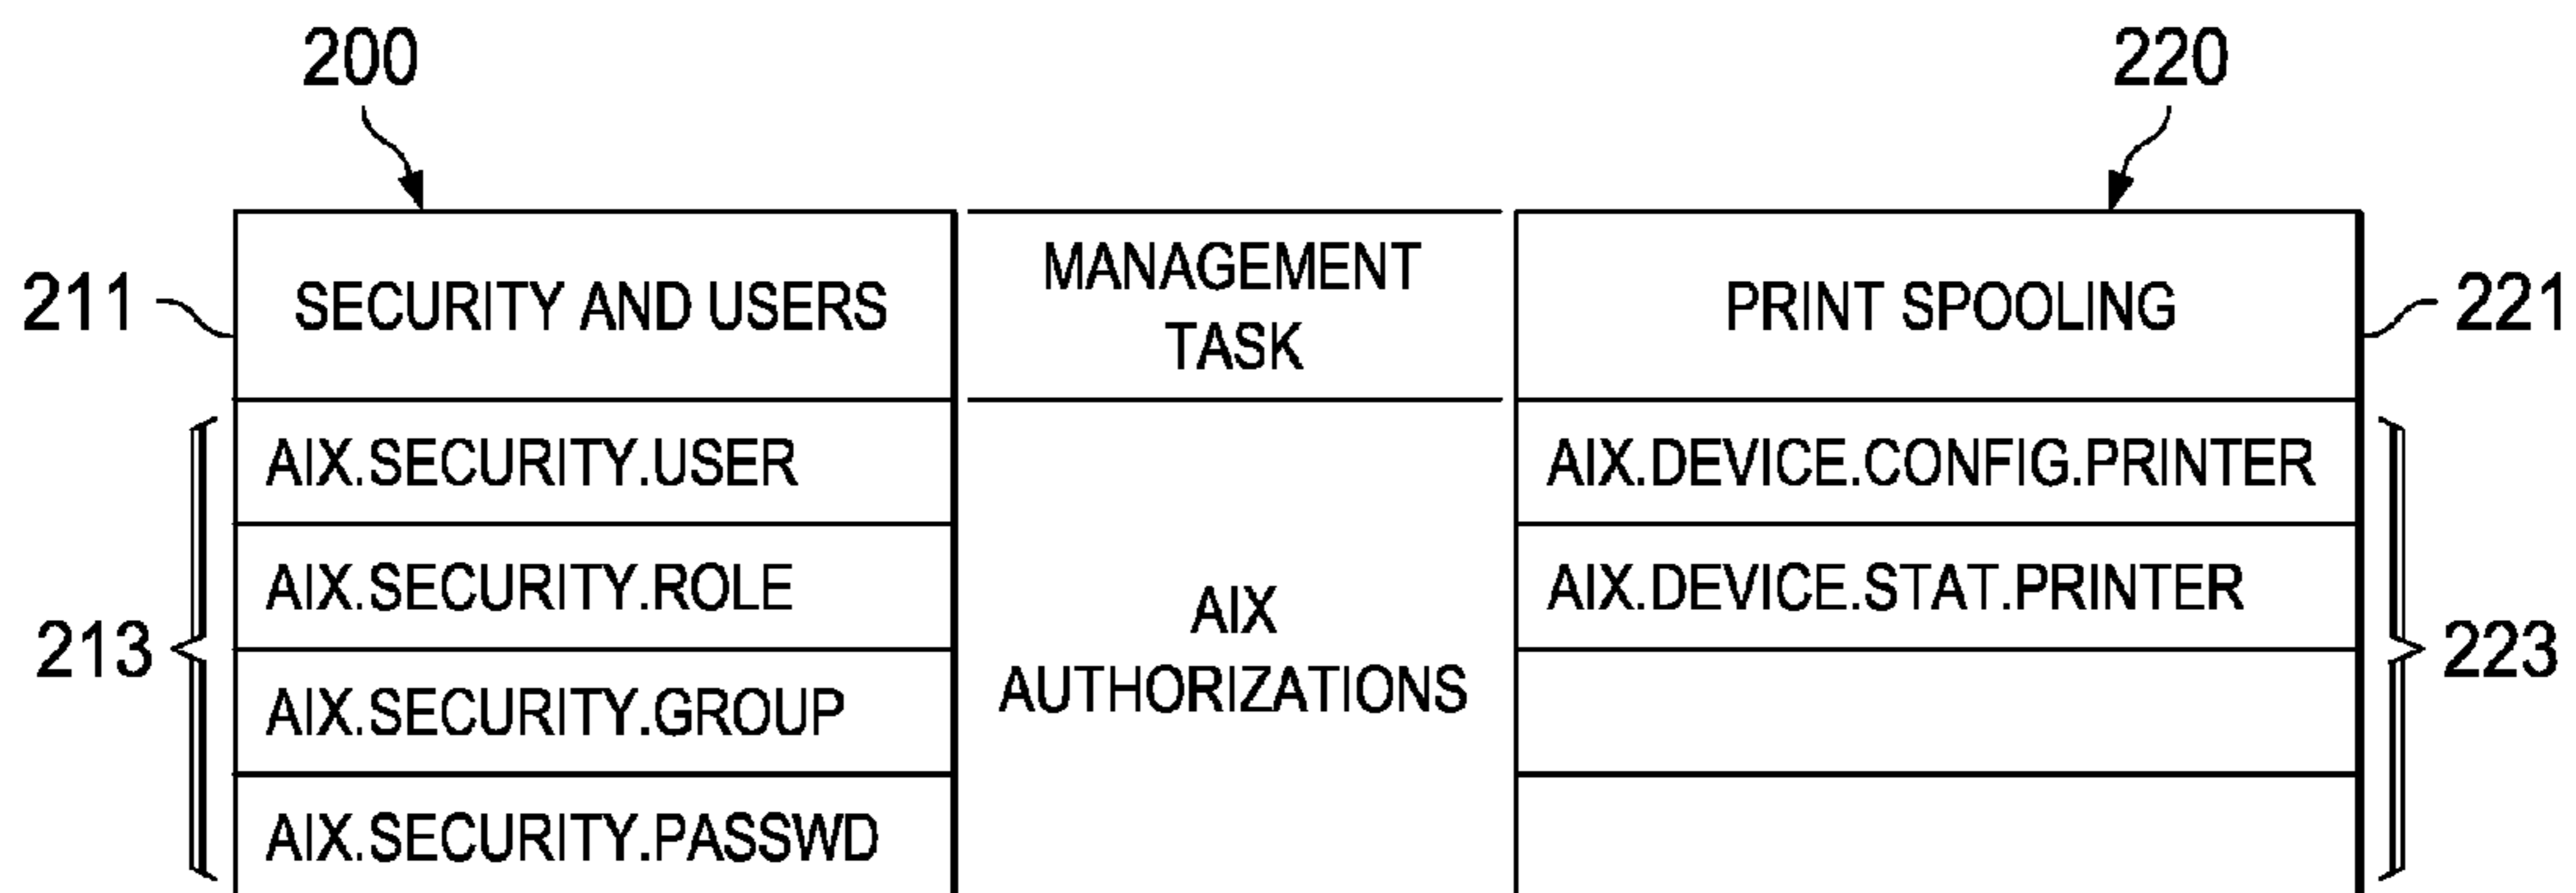 200
220
211
SECURITY AND USERS
MANAGEMENT
TASK
PRINT SPOOLING
221
AIX.SECURITY.USER
AIX.DEVICE.CONFIG.PRINTER
AIX.SECURITY.ROLE
AIX
AUTHORIZATIONS
AIX.DEVICE.STAT.PRINTER
213
223
AIX.SECURITY.GROUP
AIX.SECURITY.PASSWD